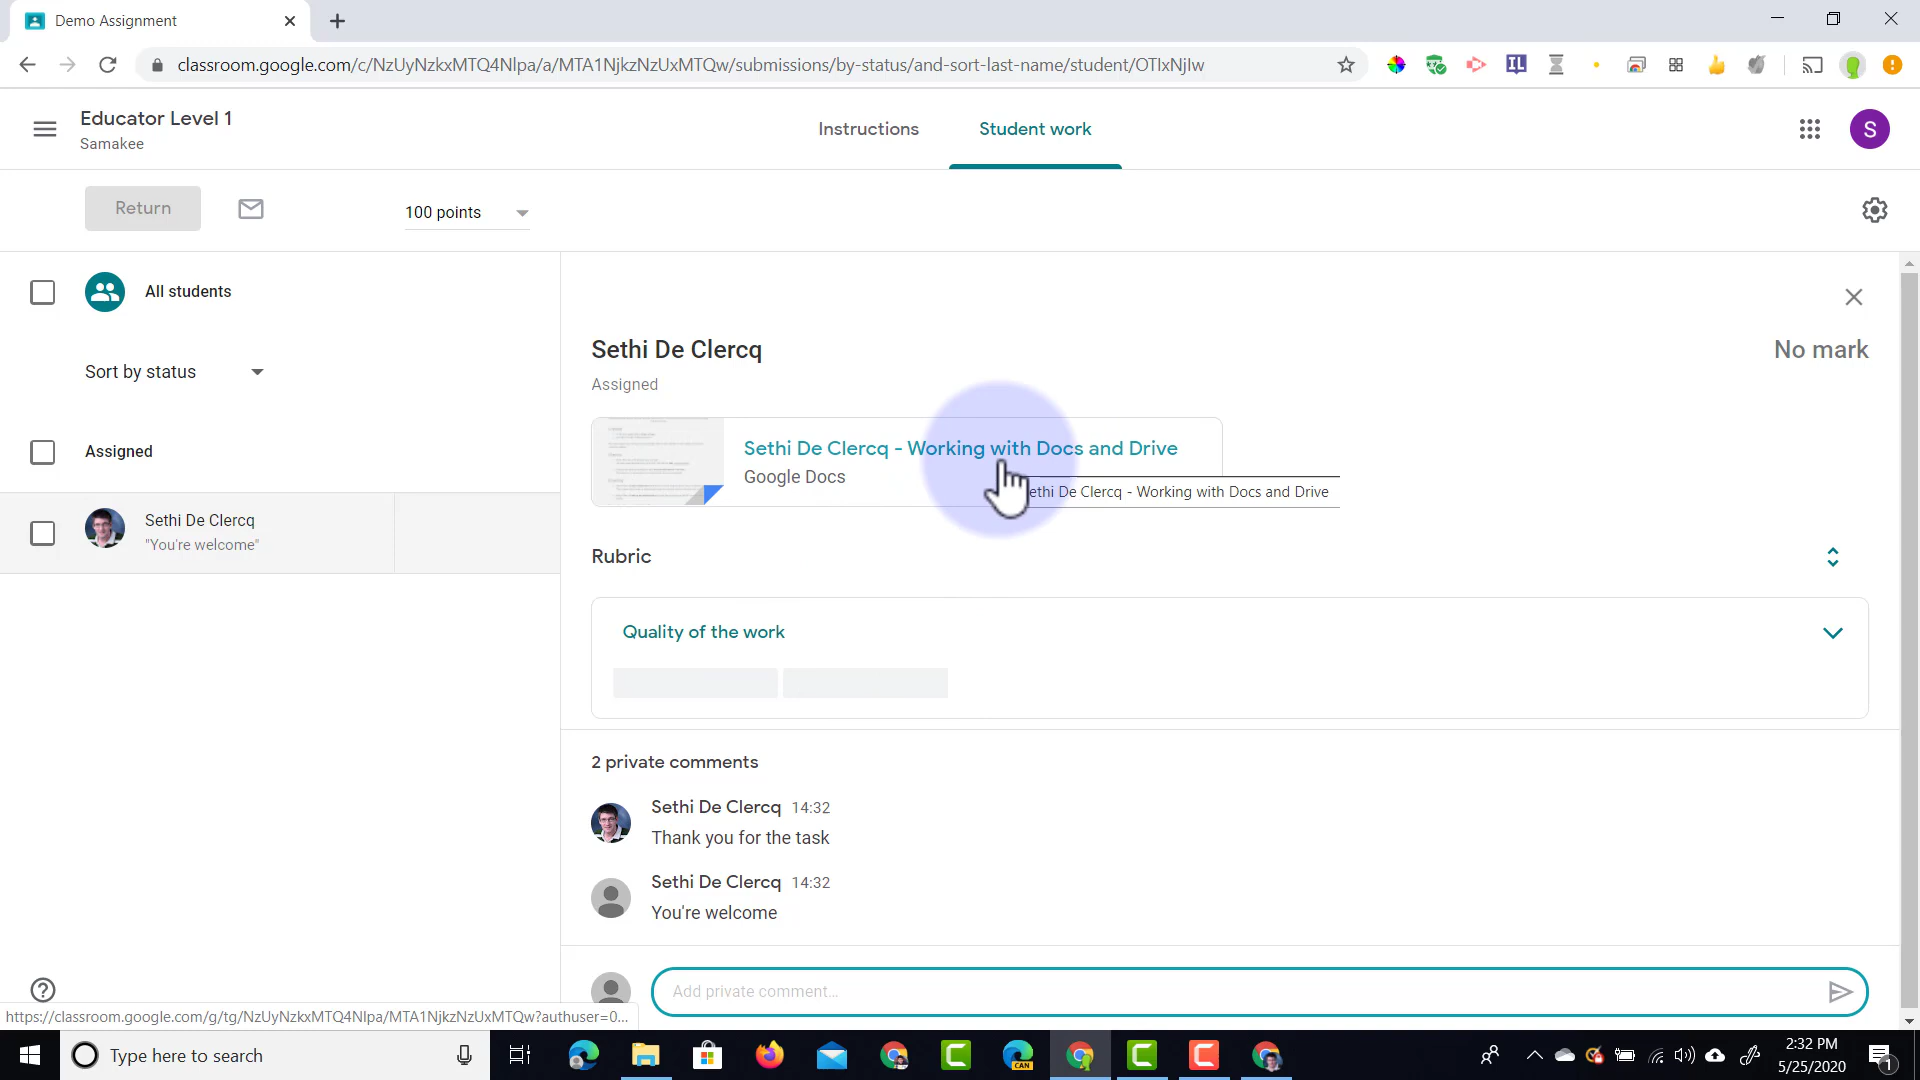 Demo Assignment
classroom.google.com/c/NzUyNzkxMTQ4Nlpa/a/MTA1NjkzNzUxMTQw/submissions/by-status/and-sort-last-name/student/OTIxNjIw
IL
Educator Level 1
Samakee
Instructions
Student work
S
Return
100 points
All students
Sort by status
Assigned
Sethi De Clercq
"You're welcome"
Sethi De Clercq
Assigned
No mark
Sethi De Clercq - Working with Docs and Drive
Google Docs
ethi De Clercq - Working with Docs and Drive
Rubric
Quality of the work
2 private comments
Sethi De Clercq 14:32
Thank you for the task
Sethi De Clercq 14:32
You're welcome
Add private comment...
https://classroom.google.com/g/tg/NzUyNzkxMTQ4Nlpa/MTA1NjkzNzUxMTQw?authuser=0...
Type here to search
CAN
2:32 PM
5/25/2020
1